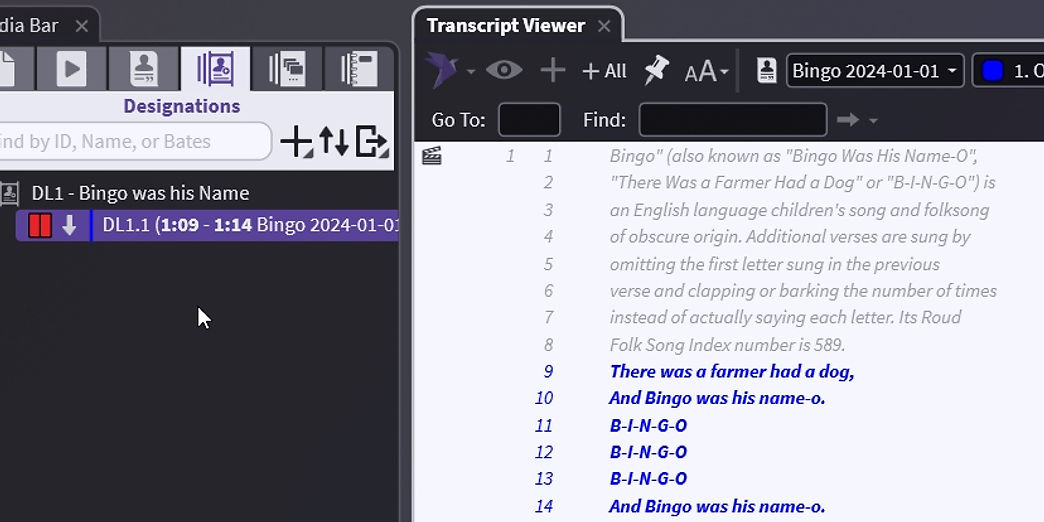 dia Bar
Designations
ind by ID, Name, or Bates
DL1 - Bingo was his Name
DL1.1 (1:09 - 1:14 Bingo 2024-01-01
Transcript Viewer
+ All
AA
Bingo 2024-01-01
1. O
Go To:
Find:
1 1 Bingo" (also known as "Bingo Was His Name-O",
2 "There Was a Farmer Had a Dog" or "B-I-N-G-O") is
3 an English language children's song and folksong
4 of obscure origin. Additional verses are sung by
5 omitting the first letter sung in the previous
6 verse and clapping or barking the number of times
7 instead of actually saying each letter. Its Roud
8 Folk Song Index number is 589.
9 There was a farmer had a dog,
10 And Bingo was his name-o.
11 B-I-N-G-O
12 B-I-N-G-O
13 B-I-N-G-O
14 And Bingo was his name-o.